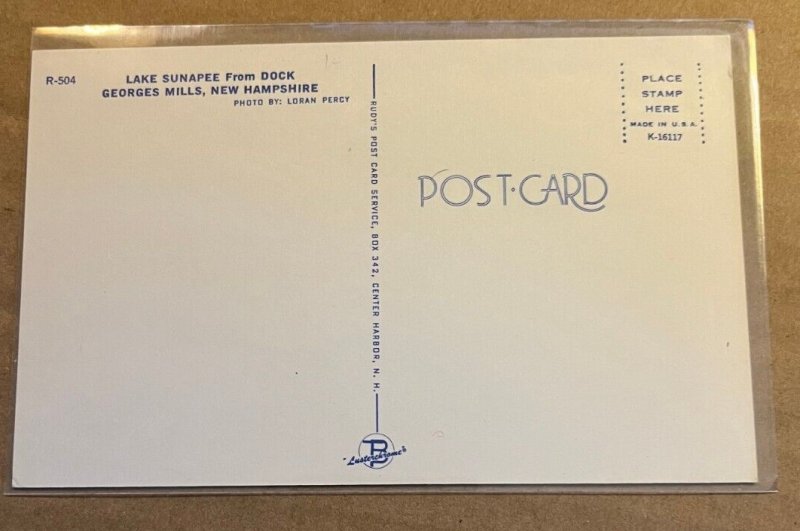 R-504
LAKE SUNAPEE From DOCK
GEORGES MILLS, NEW HAMPSHIRE
PHOTO BY: LORAN PERCY
RUDY'S POST CARD SERVICE, BOX 342, CENTER HARBOR, N. H.
"Lusterchrome"®
PLACE
STAMP
HERE
MADE IN U.S.A.
K-16117
POST·CARD